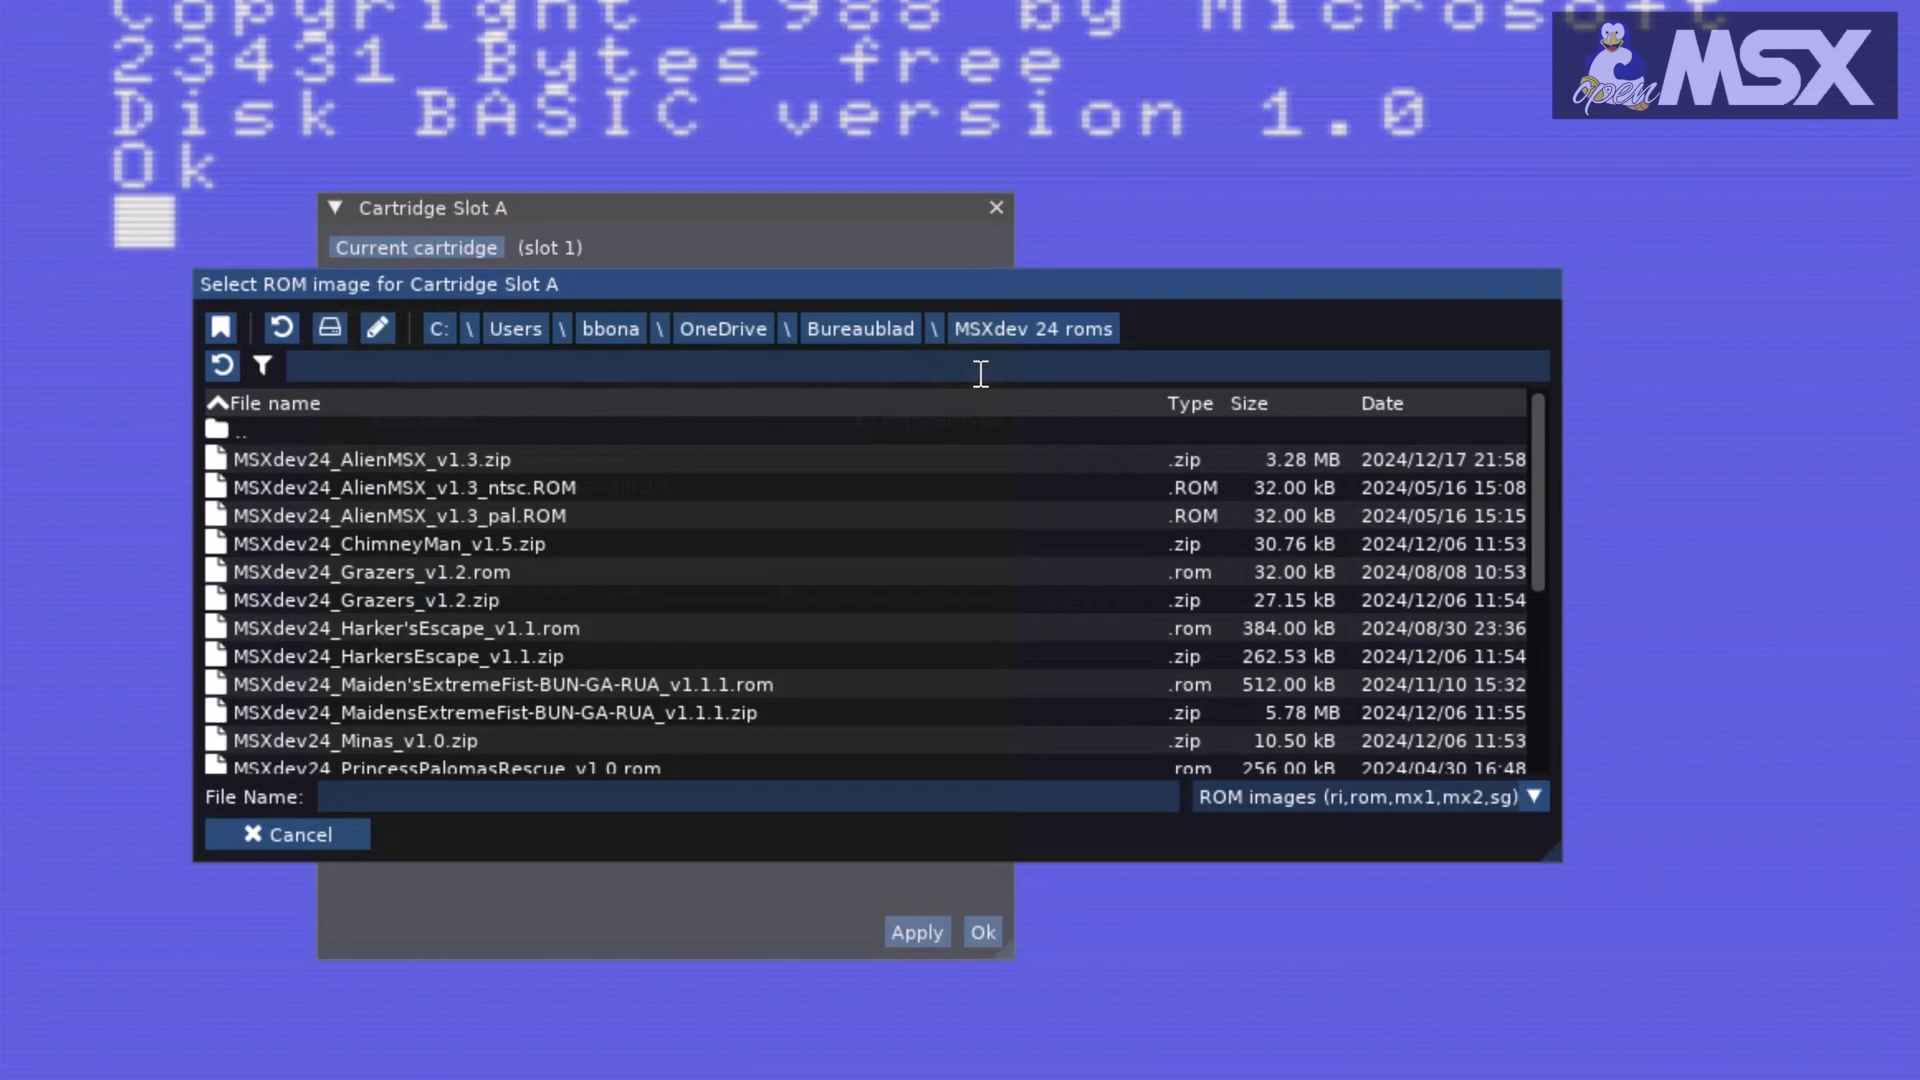 Copyright 1988 by Microsoft
23431 Bytes free
Disk BASIC version 1.0
Ok
open MSX
Cartridge Slot A
Current cartridge (slot 1)
Select ROM image for Cartridge Slot A
C: \ Users \ bbona \ OneDrive \ Bureaublad \ MSXdev 24 roms
File name Type Size Date
..
MSXdev24_AlienMSX_v1.3.zip .zip 3.28 MB 2024/12/17 21:58
MSXdev24_AlienMSX_v1.3_ntsc.ROM .ROM 32.00 kB 2024/05/16 15:08
MSXdev24_AlienMSX_v1.3_pal.ROM .ROM 32.00 kB 2024/05/16 15:15
MSXdev24_ChimneyMan_v1.5.zip .zip 30.76 kB 2024/12/06 11:53
MSXdev24_Grazers_v1.2.rom .rom 32.00 kB 2024/08/08 10:53
MSXdev24_Grazers_v1.2.zip .zip 27.15 kB 2024/12/06 11:54
MSXdev24_Harker'sEscape_v1.1.rom .rom 384.00 kB 2024/08/30 23:36
MSXdev24_HarkersEscape_v1.1.zip .zip 262.53 kB 2024/12/06 11:54
MSXdev24_Maiden'sExtremeFist-BUN-GA-RUA_v1.1.1.rom .rom 512.00 kB 2024/11/10 15:32
MSXdev24_MaidensExtremeFist-BUN-GA-RUA_v1.1.1.zip .zip 5.78 MB 2024/12/06 11:55
MSXdev24_Minas_v1.0.zip .zip 10.50 kB 2024/12/06 11:53
MSXdev24_PrincessPalomasRescue_v1.0.rom .rom 256.00 kB 2024/04/30 16:48
File Name: ROM images (ri,rom,mx1,mx2,sg)
Cancel
Apply Ok